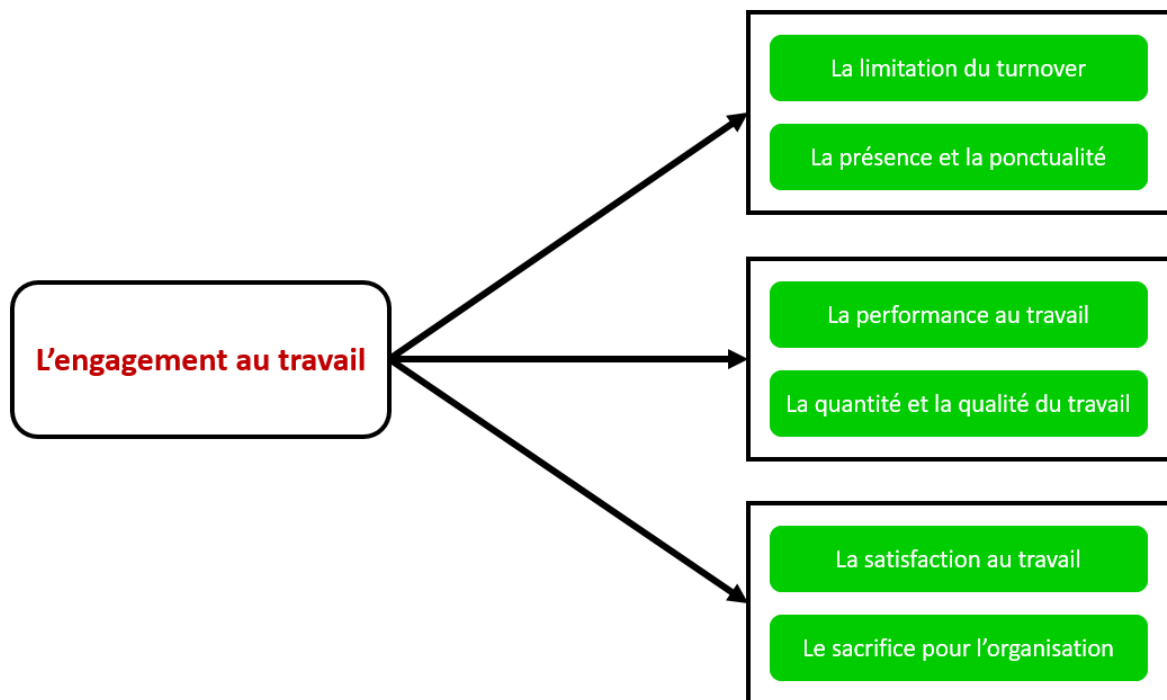 La limitation du turnover
La présence et la ponctualité
L’engagement au travail
La performance au travail
La quantité et la qualité du travail
La satisfaction au travail
Le sacrifice pour l’organisation